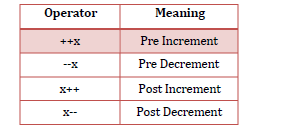 Operator Meaning
++x Pre Increment
--x Pre Decrement
x++ Post Increment
x-- Post Decrement